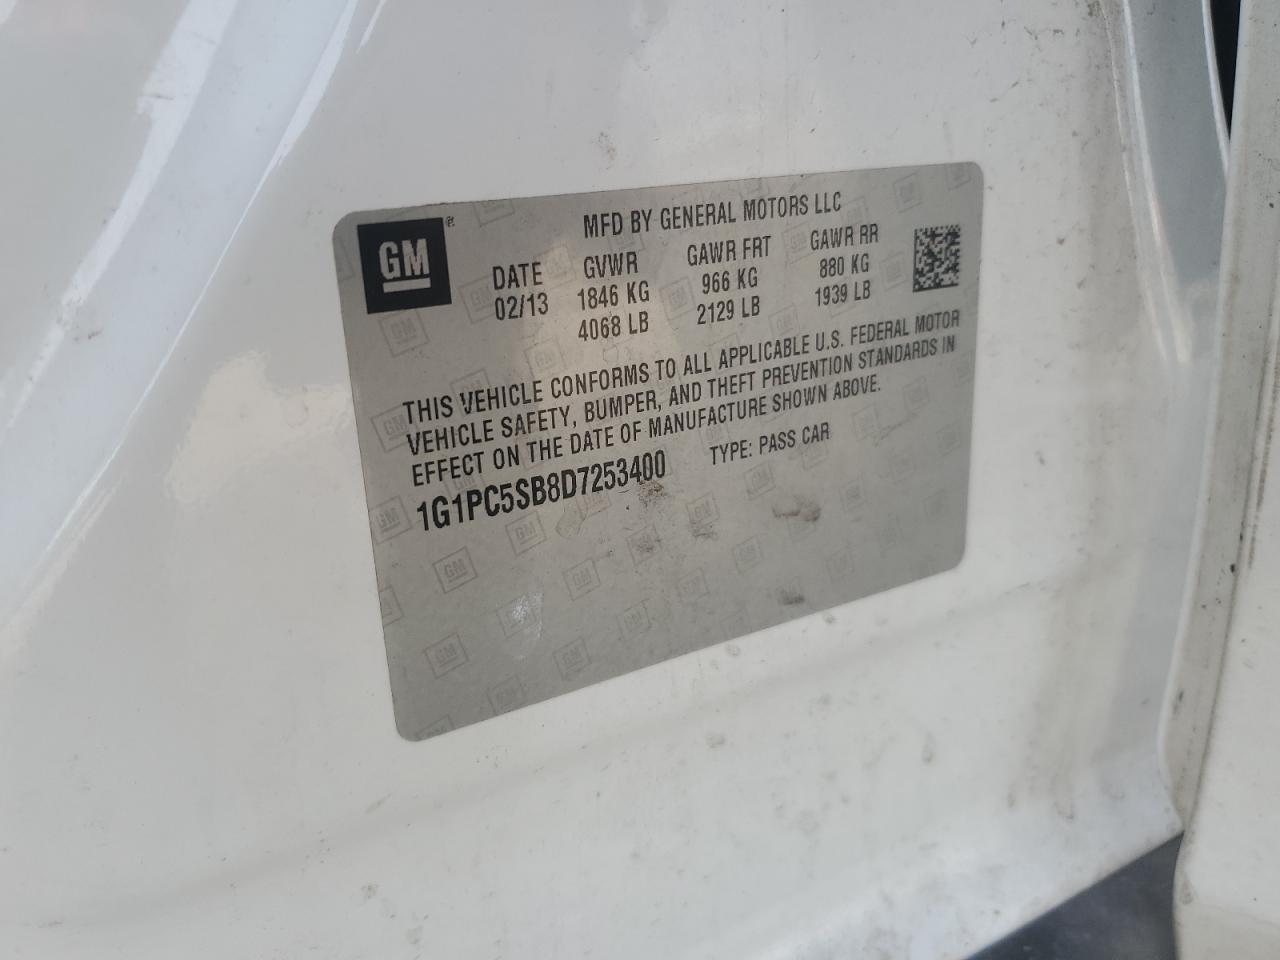 GM®
MFD BY GENERAL MOTORS LLC
DATE GVWR GAWR FRT GAWR RR
02/13 1846 KG 966 KG 880 KG
4068 LB 2129 LB 1939 LB
THIS VEHICLE CONFORMS TO ALL APPLICABLE U.S. FEDERAL MOTOR
VEHICLE SAFETY, BUMPER, AND THEFT PREVENTION STANDARDS IN
EFFECT ON THE DATE OF MANUFACTURE SHOWN ABOVE.
1G1PC5SB8D7253400 TYPE: PASS CAR